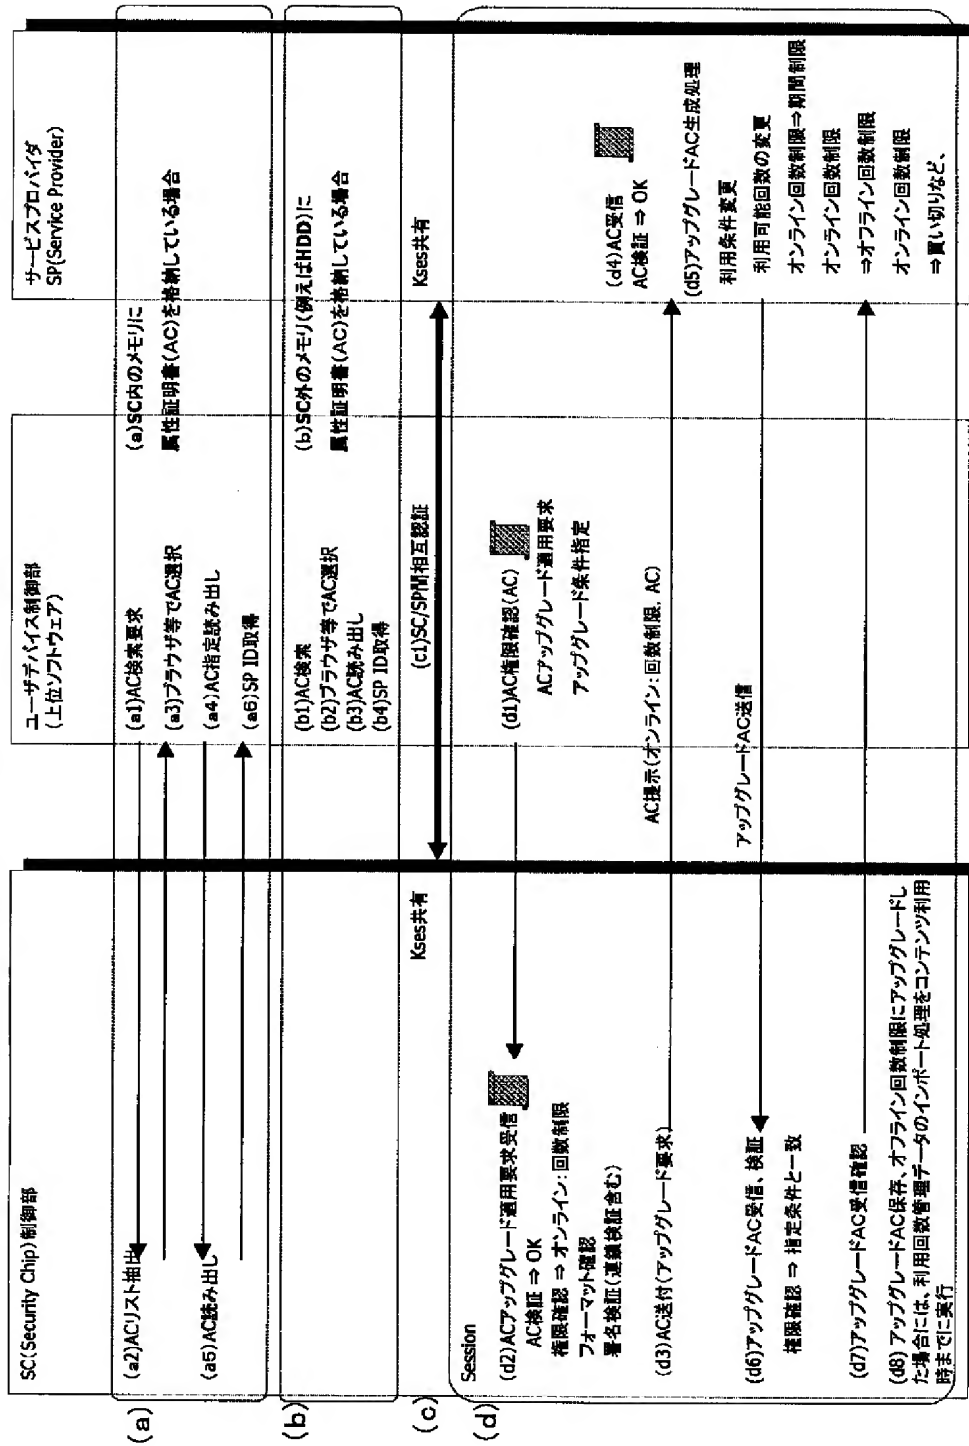 SC(Security Chip)制御部
ユーザデバイス制御部
(上位ソフトウェア)
サービスプロバイダ
SP(Service Provider)
(a)
(a1)AC検索要求
(a2)ACリスト抽出
(a3)ブラウザ等でAC選択
(a4)AC指定読み出し
(a5)AC読み出し
(a6)SP ID取得
(a)SC内のメモリに
属性証明書(AC)を格納している場合
(b)
(b1)AC検索
(b2)ブラウザ等でAC選択
(b3)AC読み出し
(b4)SP ID取得
(b)SC外のメモリ(例えばHDD)に
属性証明書(AC)を格納している場合
(c)
Kses共有
(c1)SC/SP間相互認証
Kses共有
(d)
Session
(d1)AC権限確認(AC)
ACアップグレード適用要求
アップグレード条件指定
(d2)ACアップグレード適用要求受信
AC検証 ⇒ OK
権限確認 ⇒ オンライン: 回数制限
フォーマット確認
署名検証(連鎖検証含む)
(d3)AC送付(アップグレード要求)
AC提示(オンライン: 回数制限, AC)
(d4)AC受信
AC検証 ⇒ OK
(d5)アップグレードAC生成処理
利用条件変更
利用可能回数の変更
オンライン回数制限⇒期間制限
オンライン回数制限
⇒オフライン回数制限
オンライン回数制限
⇒買い切りなど、
アップグレードAC送信
(d6)アップグレードAC受信、検証
権限確認 ⇒ 指定条件と一致
(d7)アップグレードAC受信確認
(d8) アップグレードAC保存、オフライン回数制限にアップグレードし
た場合には、利用回数管理データのインポート処理をコンテンツ利用
時までに実行